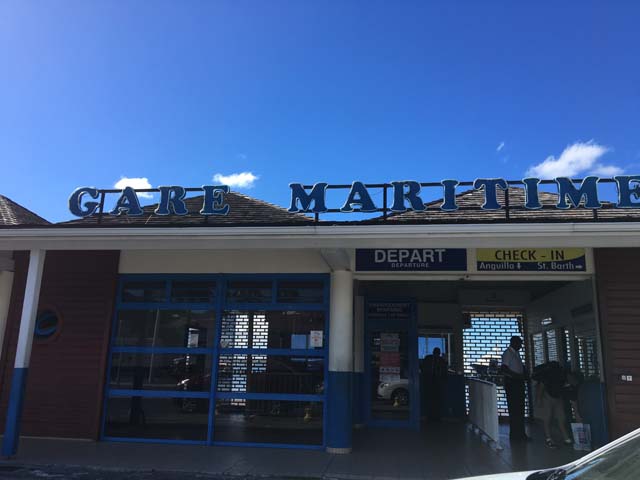 GARE MARITIME
DEPART
DEPARTURE
CHECK - IN
Anguilla St. Barth